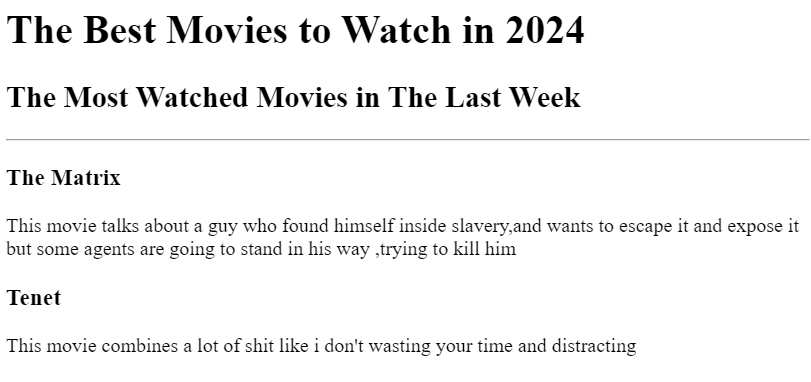 The Best Movies to Watch in 2024
The Most Watched Movies in The Last Week
The Matrix
This movie talks about a guy who found himself inside slavery,and wants to escape it and expose it
but some agents are going to stand in his way ,trying to kill him
Tenet
This movie combines a lot of shit like i don't wasting your time and distracting